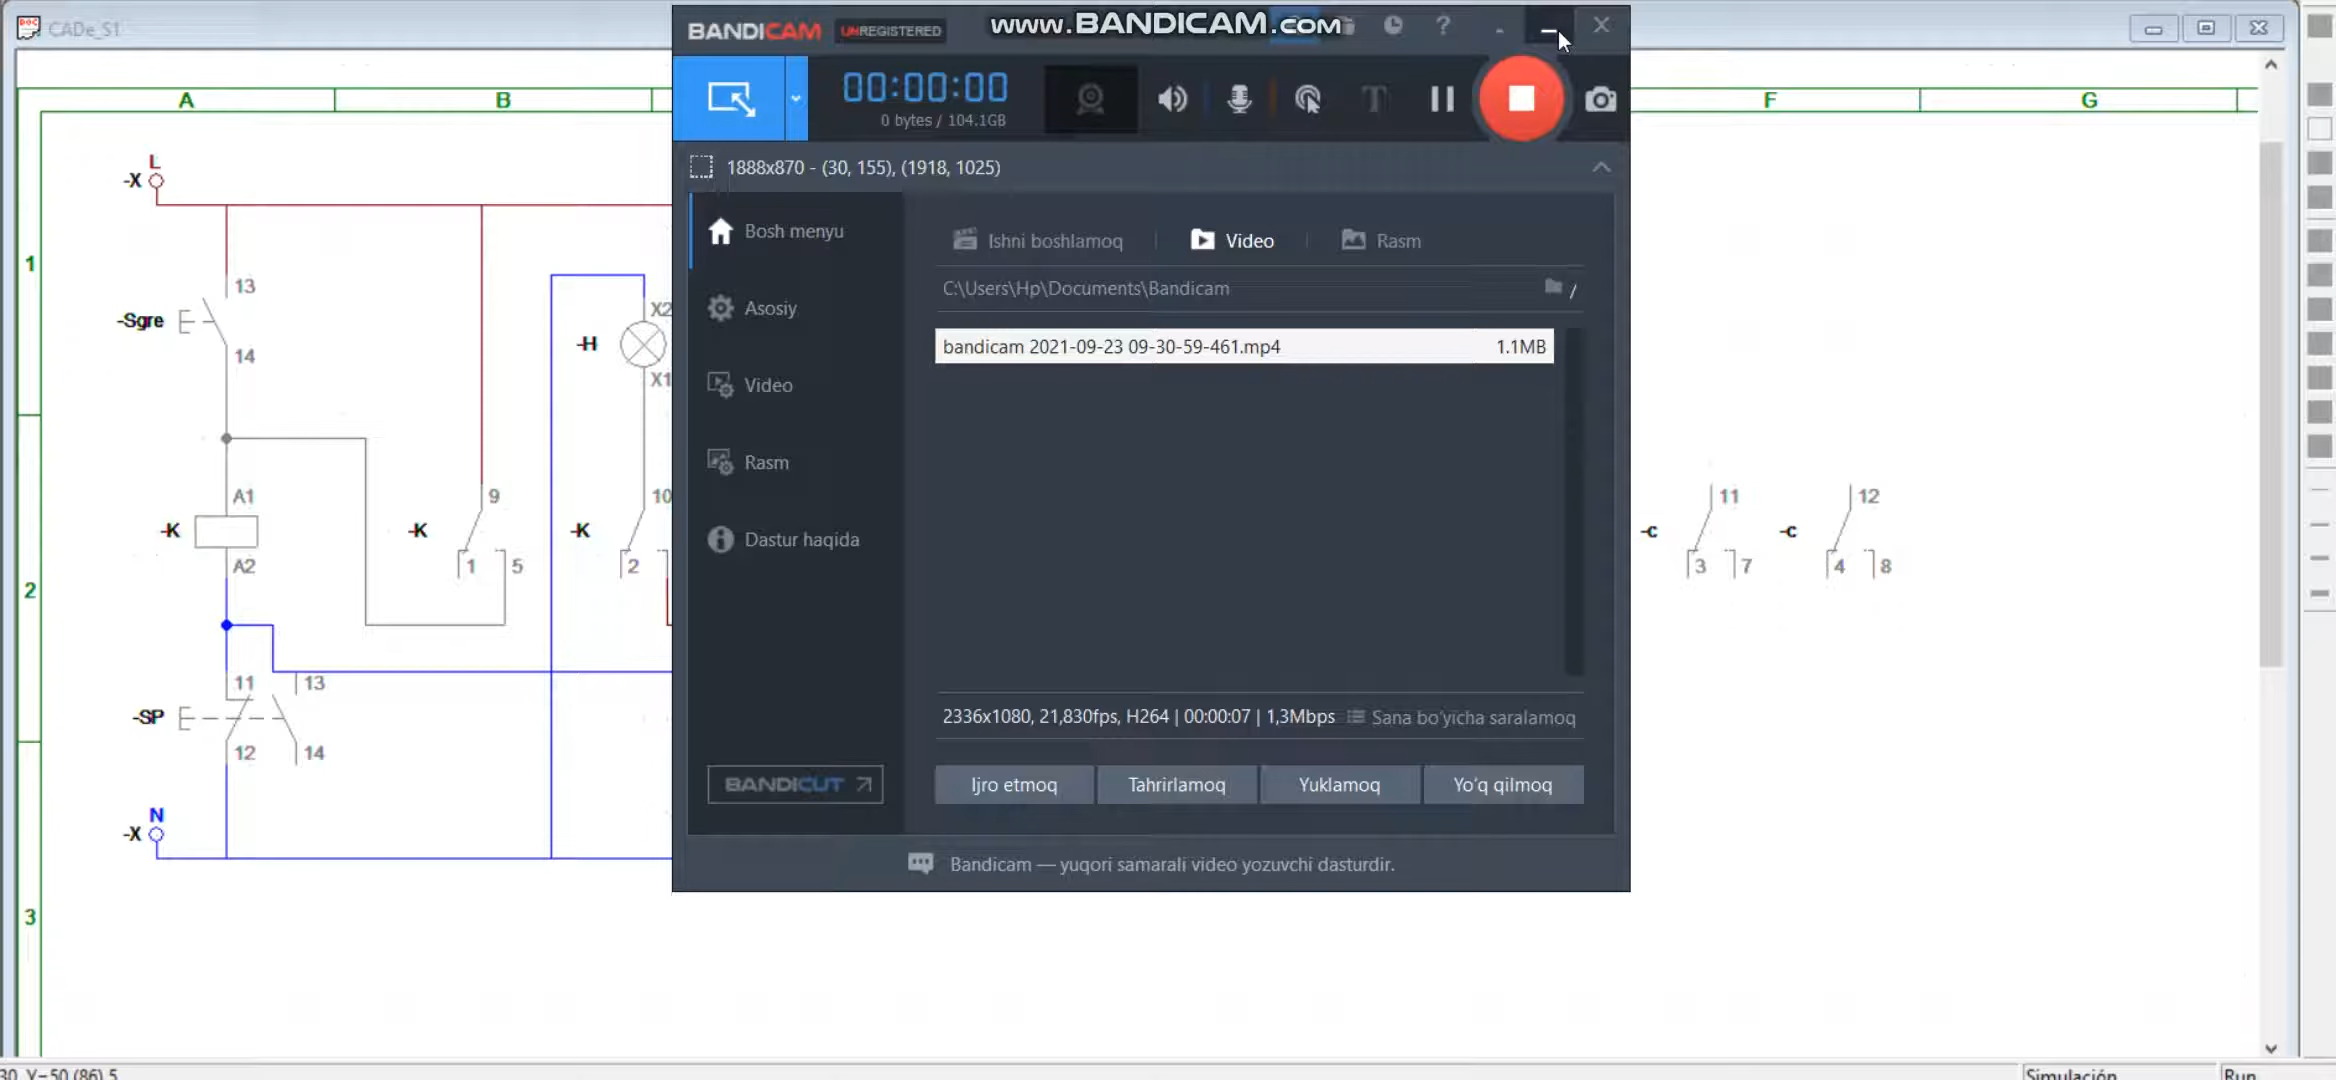 CADe_S1
BANDICAM UNREGISTERED
www.BANDICAM.com
00:00:00
0 bytes / 104.1GB
1888x870 - (30, 155), (1918, 1025)
Bosh menyu
Asosiy
Video
Rasm
Dastur haqida
BANDICUT
Ishni boshlamoq
Video
Rasm
C:\Users\Hp\Documents\Bandicam
/
bandicam 2021-09-23 09-30-59-461.mp4 1.1MB
2336x1080, 21,830fps, H264 | 00:00:07 | 1,3Mbps
Sana bo'yicha saralamoq
Ijro etmoq
Tahrirlamoq
Yuklamoq
Yo'q qilmoq
Bandicam — yuqori samarali video yozuvchi dasturdir.
A B F G
1
2
3
L
-X
13
-Sgre
14
A1
-K
A2
11 13
-SP
12 14
N
-X
9
-K
1 5
X2
-H
X1
10
-K
2
11
-c
3 7
12
-c
4 8
30, Y=50 (86) 5
Simulación
Run